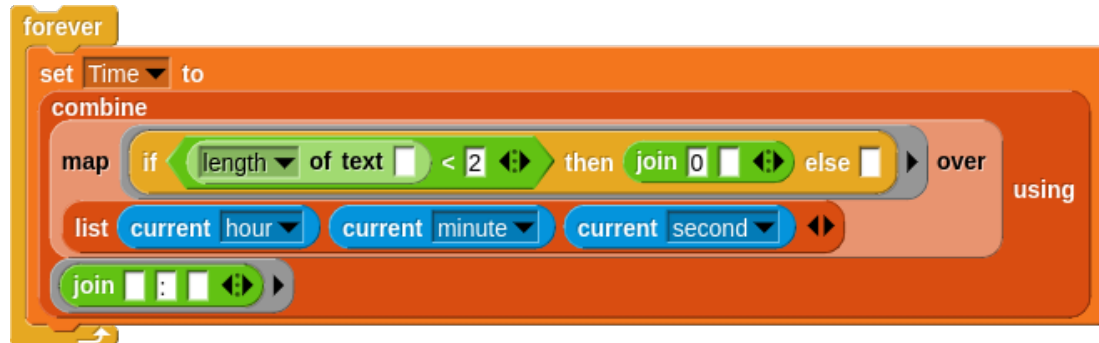 forever
set Time to
combine
map if length of text < 2 then join 0 else over
using
list current hour current minute current second
join :